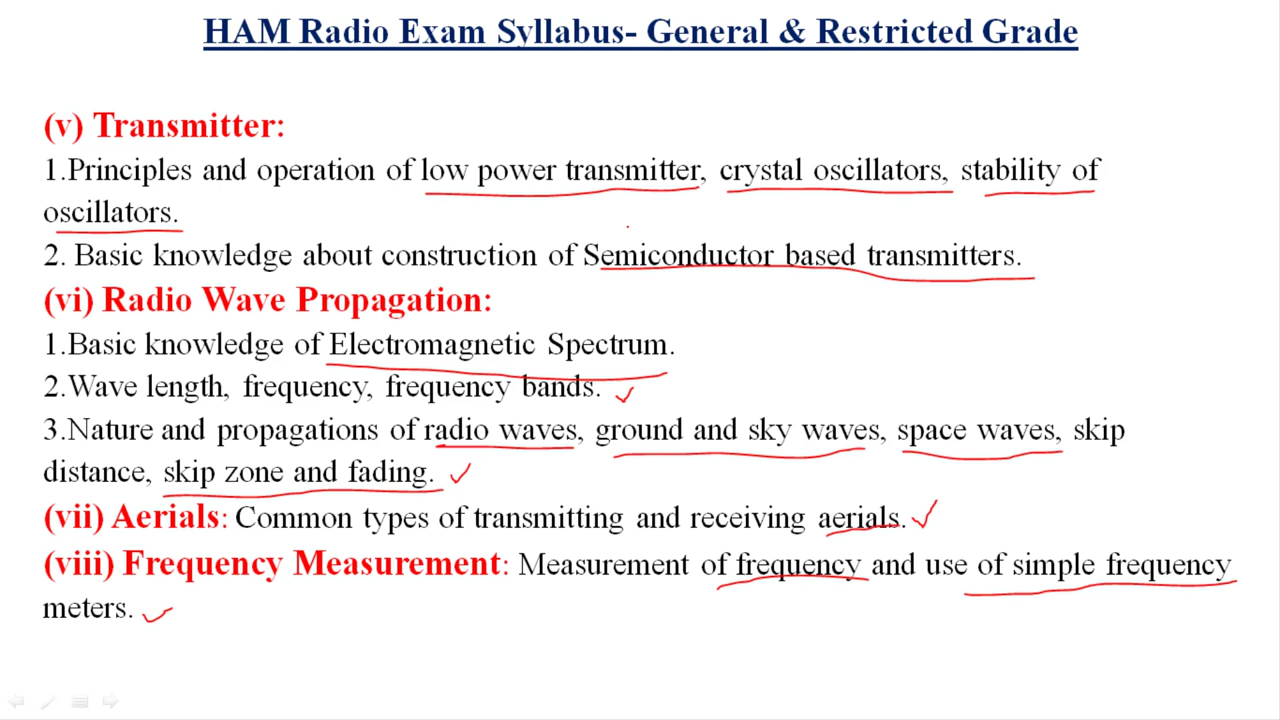 HAM Radio Exam Syllabus- General & Restricted Grade
(v) Transmitter:
1.Principles and operation of low power transmitter, crystal oscillators, stability of
oscillators.
2. Basic knowledge about construction of Semiconductor based transmitters.
(vi) Radio Wave Propagation:
1.Basic knowledge of Electromagnetic Spectrum.
2.Wave length, frequency, frequency bands.
3.Nature and propagations of radio waves, ground and sky waves, space waves, skip
distance, skip zone and fading.
(vii) Aerials: Common types of transmitting and receiving aerials.
(viii) Frequency Measurement: Measurement of frequency and use of simple frequency
meters.